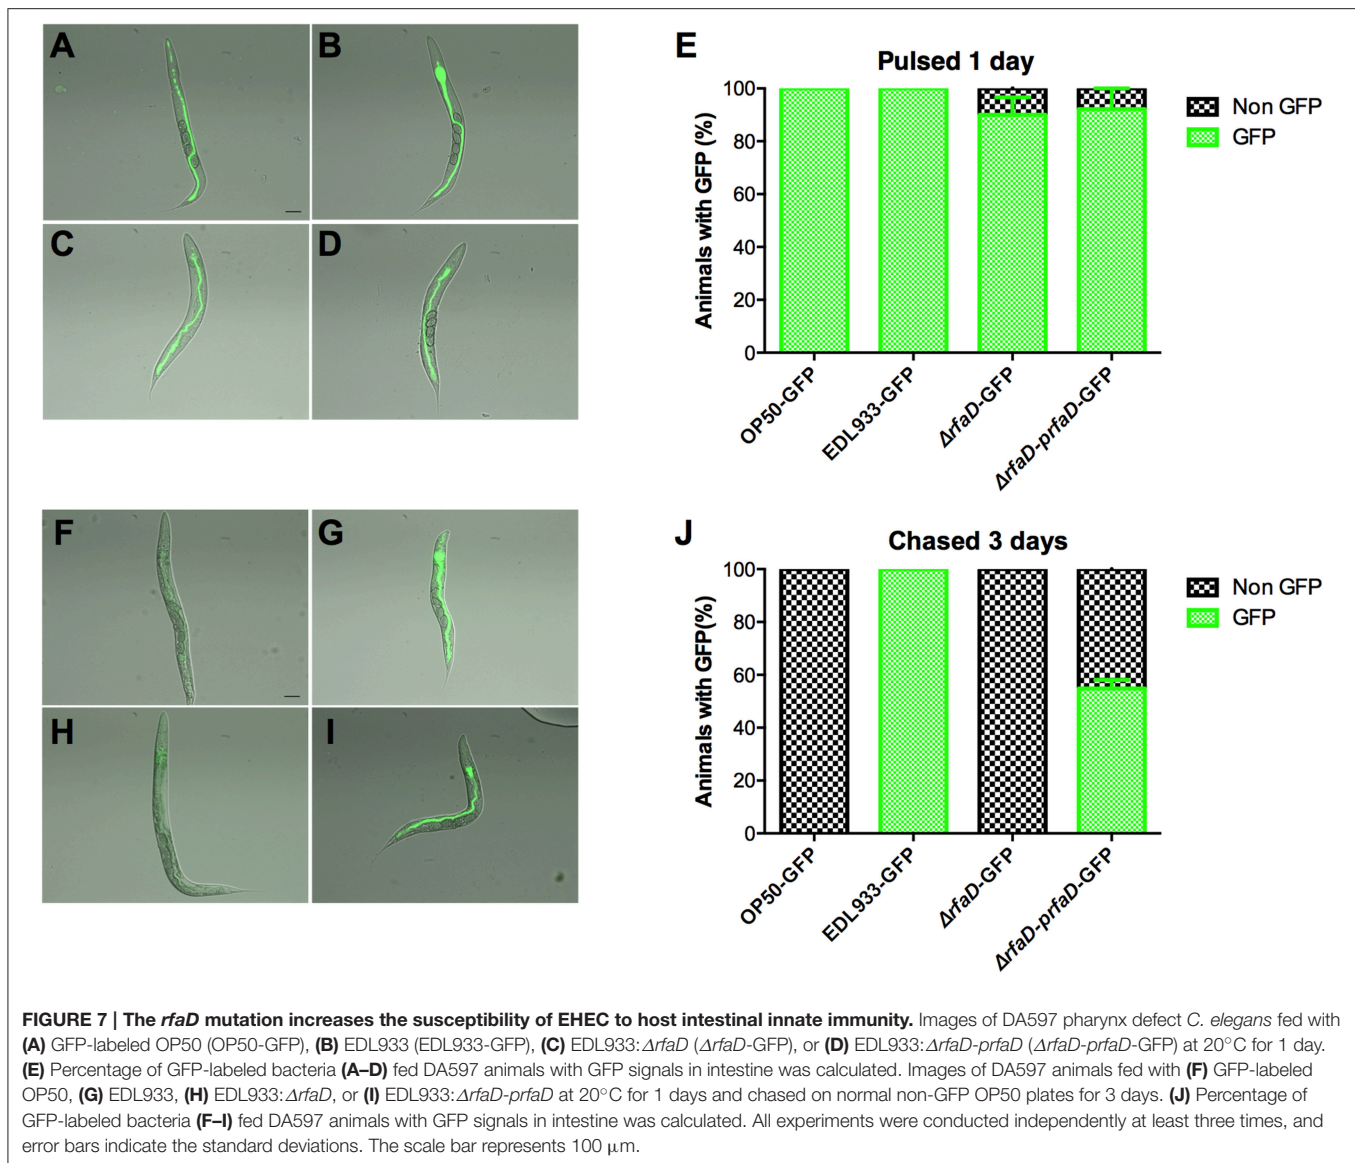 A
B
C
D
E
Pulsed 1 day
Animals with GFP (%)
100
80
60
40
20
0
OP50-GFP
EDL933-GFP
ΔrfaD-GFP
ΔrfaD-prfaD-GFP
Non GFP
GFP
F
G
H
I
J
Chased 3 days
Animals with GFP(%)
100
80
60
40
20
0
OP50-GFP
EDL933-GFP
ΔrfaD-GFP
ΔrfaD-prfaD-GFP
Non GFP
GFP
FIGURE 7 | The rfaD mutation increases the susceptibility of EHEC to host intestinal innate immunity. Images of DA597 pharynx defect C. elegans fed with
(A) GFP-labeled OP50 (OP50-GFP), (B) EDL933 (EDL933-GFP), (C) EDL933:ΔrfaD (ΔrfaD-GFP), or (D) EDL933:ΔrfaD-prfaD (ΔrfaD-prfaD-GFP) at 20°C for 1 day.
(E) Percentage of GFP-labeled bacteria (A–D) fed DA597 animals with GFP signals in intestine was calculated. Images of DA597 animals fed with (F) GFP-labeled
OP50, (G) EDL933, (H) EDL933:ΔrfaD, or (I) EDL933:ΔrfaD-prfaD at 20°C for 1 days and chased on normal non-GFP OP50 plates for 3 days. (J) Percentage of
GFP-labeled bacteria (F–I) fed DA597 animals with GFP signals in intestine was calculated. All experiments were conducted independently at least three times, and
error bars indicate the standard deviations. The scale bar represents 100 μm.